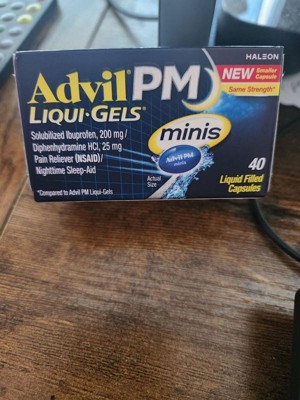 HALEON
Advil PM
LIQUI•GELS®
NEW Smaller
Capsule
Same Strength*
minis
Solubilized Ibuprofen, 200 mg /
Diphenhydramine HCl, 25 mg
Pain Reliever (NSAID)/
Nighttime Sleep-Aid
Advil PM
minis
Actual
Size
40
Liquid Filled
Capsules
*Compared to Advil PM Liqui-Gels